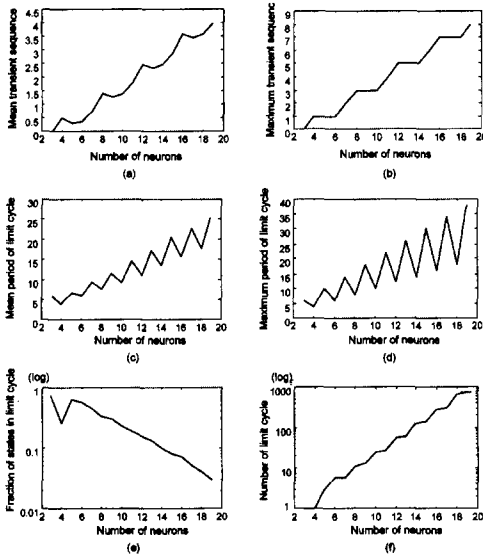 4.5
4
3.5
3
2.5
2
1.5
1
0.5
0
Mean transient sequence
2 4 6 8 10 12 14 16 18 20
Number of neurons
(a)
9
8
7
6
5
4
3
2
1
0
Maximum transient sequenc
2 4 6 8 10 12 14 16 18 20
Number of neurons
(b)
30
25
20
15
10
5
0
Mean period of limit cycle
2 4 6 8 10 12 14 16 18 20
Number of neurons
(c)
40
35
30
25
20
15
10
5
0
Maximum period of limit cycle
2 4 6 8 10 12 14 16 18 20
Number of neurons
(d)
(log)
1
0.1
0.01
Fraction of states in limit cycle
2 4 6 8 10 12 14 16 18 20
Number of neurons
(e)
(log)
1000
100
10
1
Number of limit cycle
2 4 6 8 10 12 14 16 18 20
Number of neurons
(f)